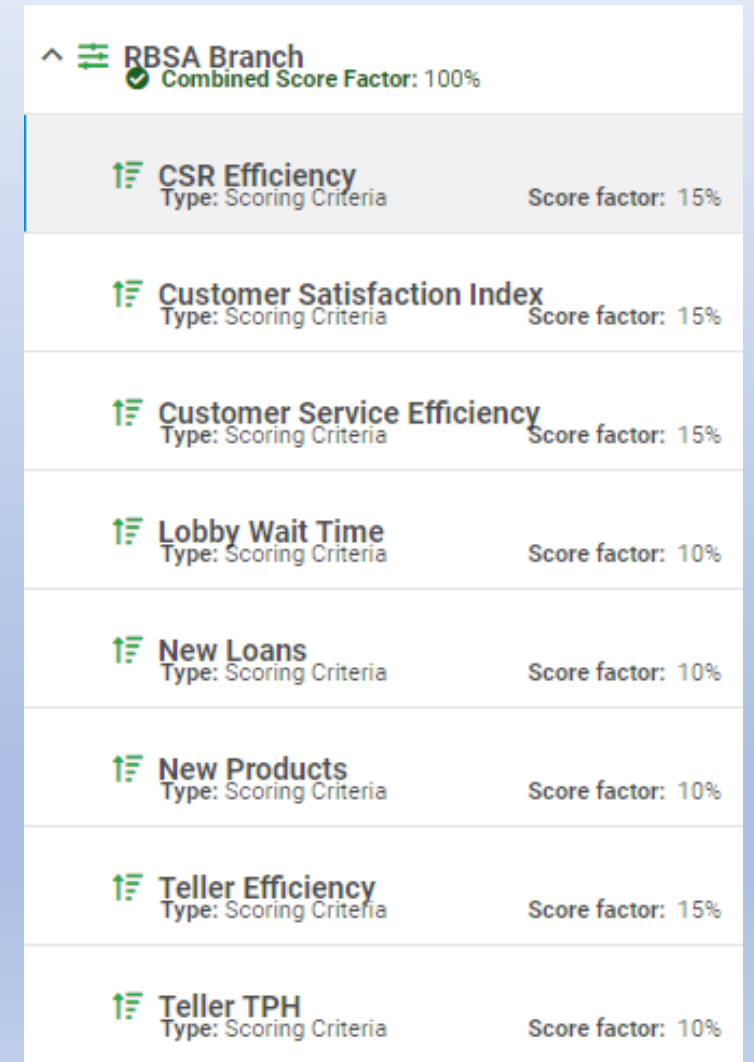 RBSA Branch
Combined Score Factor: 100%
CSR Efficiency
Type: Scoring Criteria Score factor: 15%
Customer Satisfaction Index
Type: Scoring Criteria Score factor: 15%
Customer Service Efficiency
Type: Scoring Criteria Score factor: 15%
Lobby Wait Time
Type: Scoring Criteria Score factor: 10%
New Loans
Type: Scoring Criteria Score factor: 10%
New Products
Type: Scoring Criteria Score factor: 10%
Teller Efficiency
Type: Scoring Criteria Score factor: 15%
Teller TPH
Type: Scoring Criteria Score factor: 10%